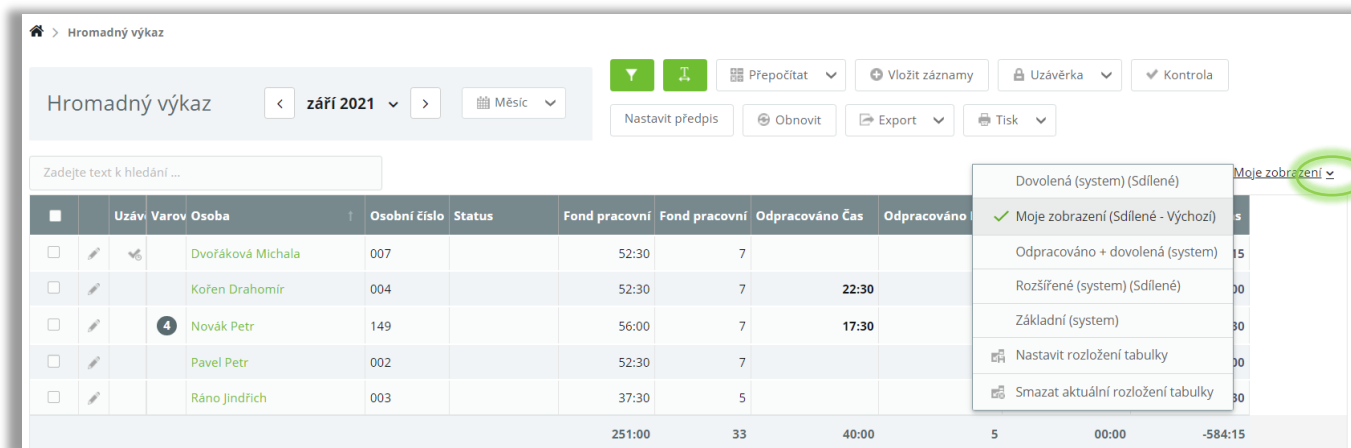 > Hromadný výkaz
Hromadný výkaz < září 2021 > Měsíc
Přepočítat Vložit záznamy Uzávěrka Kontrola
Nastavit předpis Obnovit Export Tisk
Zadejte text k hledání ...
Moje zobrazení
Dovolená (system) (Sdílené)
Moje zobrazení (Sdílené - Výchozí)
Odpracováno + dovolená (system)
Rozšířené (system) (Sdílené)
Základní (system)
Nastavit rozložení tabulky
Smazat aktuální rozložení tabulky
Osoba Osobní číslo Status Fond pracovní Fond pracovní Odpracováno Čas Odpracováno
Dvořáková Michala 007 52:30 7
Kořen Drahomír 004 52:30 7 22:30
4 Novák Petr 149 56:00 7 17:30
Pavel Petr 002 52:30 7
Ráno Jindřich 003 37:30 5
251:00 33 40:00 5 00:00 -584:15